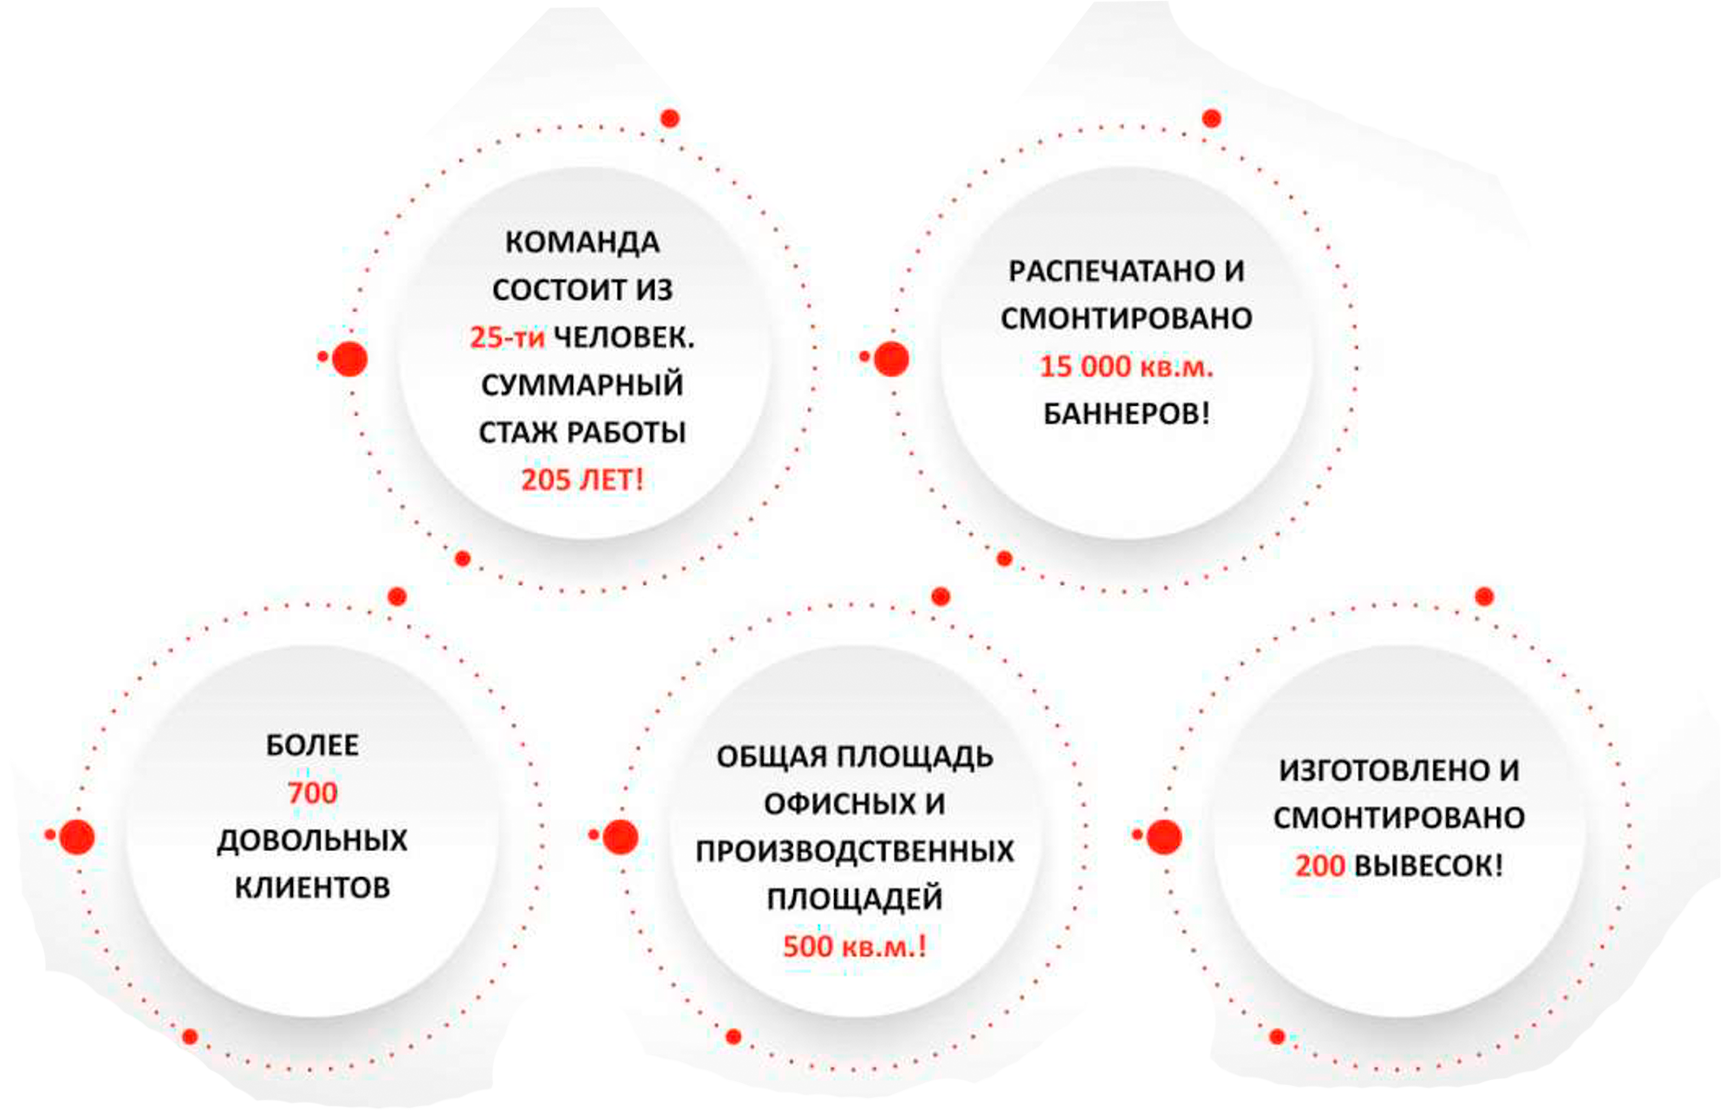 КОМАНДА
СОСТОИТ ИЗ
25-ти ЧЕЛОВЕК.
СУММАРНЫЙ
СТАЖ РАБОТЫ
205 ЛЕТ!
РАСПЕЧАТАНО И
СМОНТИРОВАНО
15 000 кв.м.
БАННЕРОВ!
БОЛЕЕ
700
ДОВОЛЬНЫХ
КЛИЕНТОВ
ОБЩАЯ ПЛОЩАДЬ
ОФИСНЫХ И
ПРОИЗВОДСТВЕННЫХ
ПЛОЩАДЕЙ
500 кв.м.!
ИЗГОТОВЛЕНО И
СМОНТИРОВАНО
200 ВЫВЕСОК!